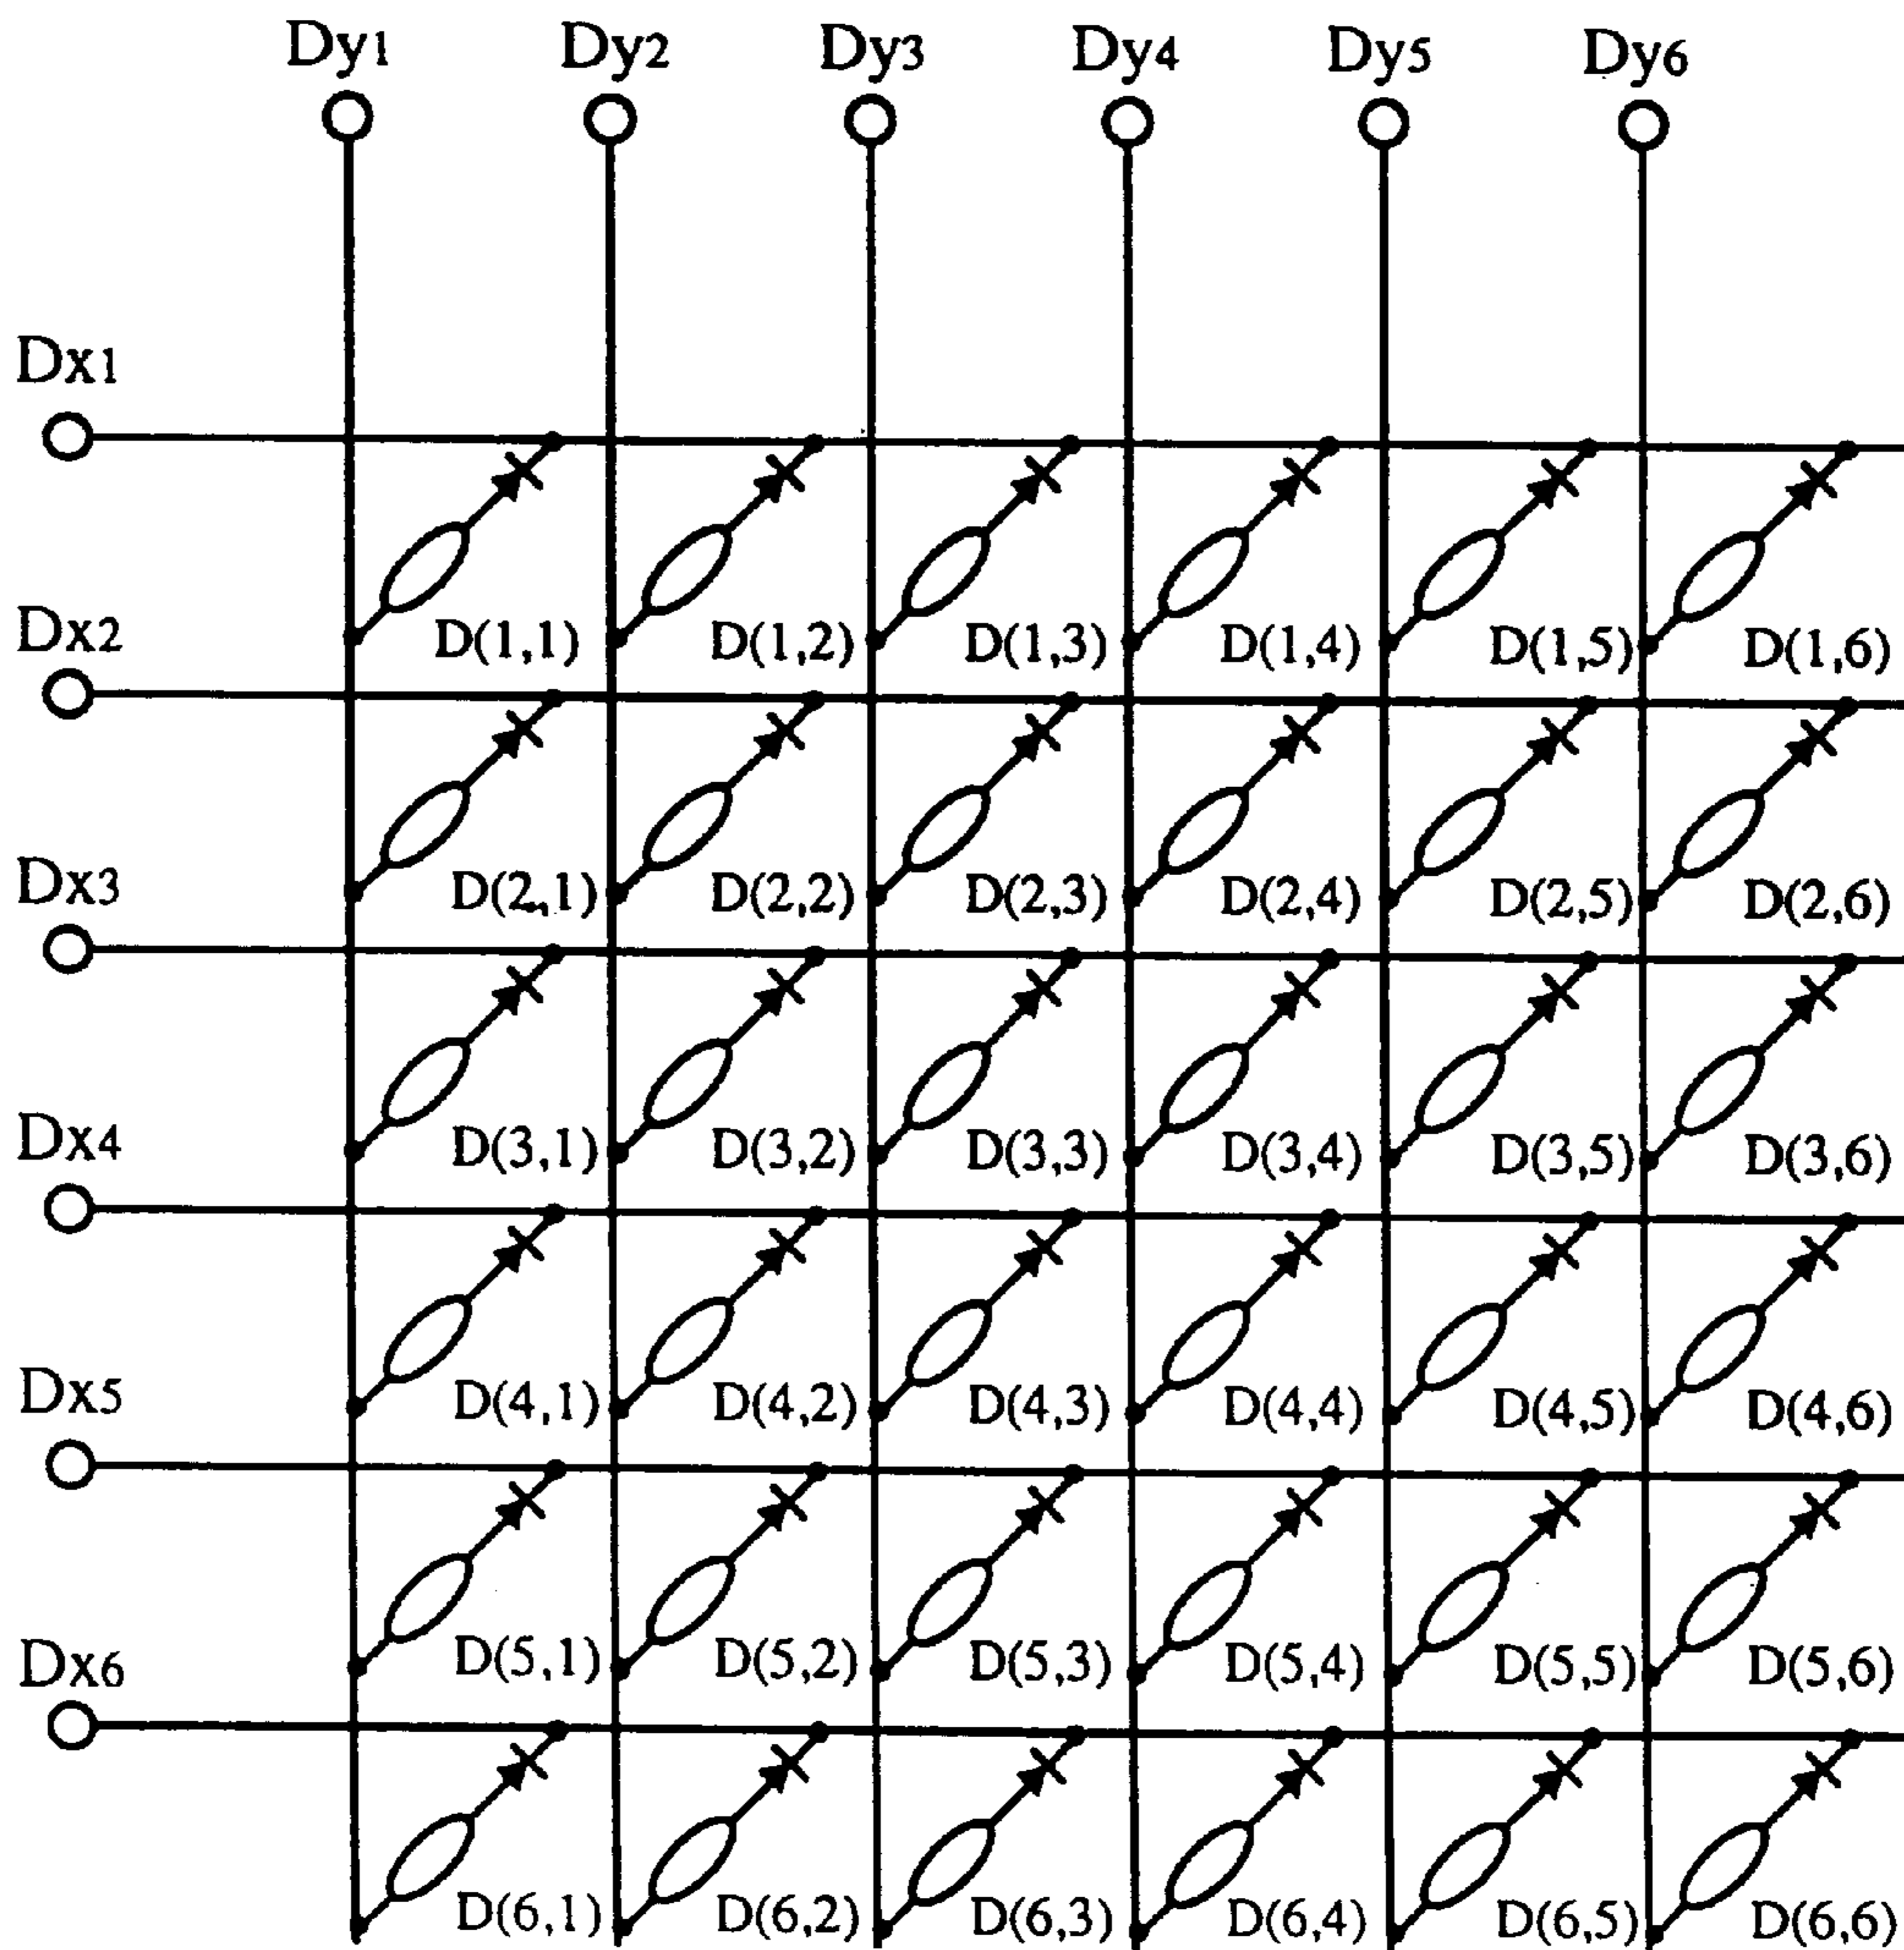 Dy1 Dy2 Dy3 Dy4 Dy5 Dy6
Dx1
Dx2
D(1,1) D(1,2) D(1,3) D(1,4) D(1,5) D(1,6)
Dx3
D(2,1) D(2,2) D(2,3) D(2,4) D(2,5) D(2,6)
Dx4
D(3,1) D(3,2) D(3,3) D(3,4) D(3,5) D(3,6)
Dx5
D(4,1) D(4,2) D(4,3) D(4,4) D(4,5) D(4,6)
Dx6
D(5,1) D(5,2) D(5,3) D(5,4) D(5,5) D(5,6)
D(6,1) D(6,2) D(6,3) D(6,4) D(6,5) D(6,6)